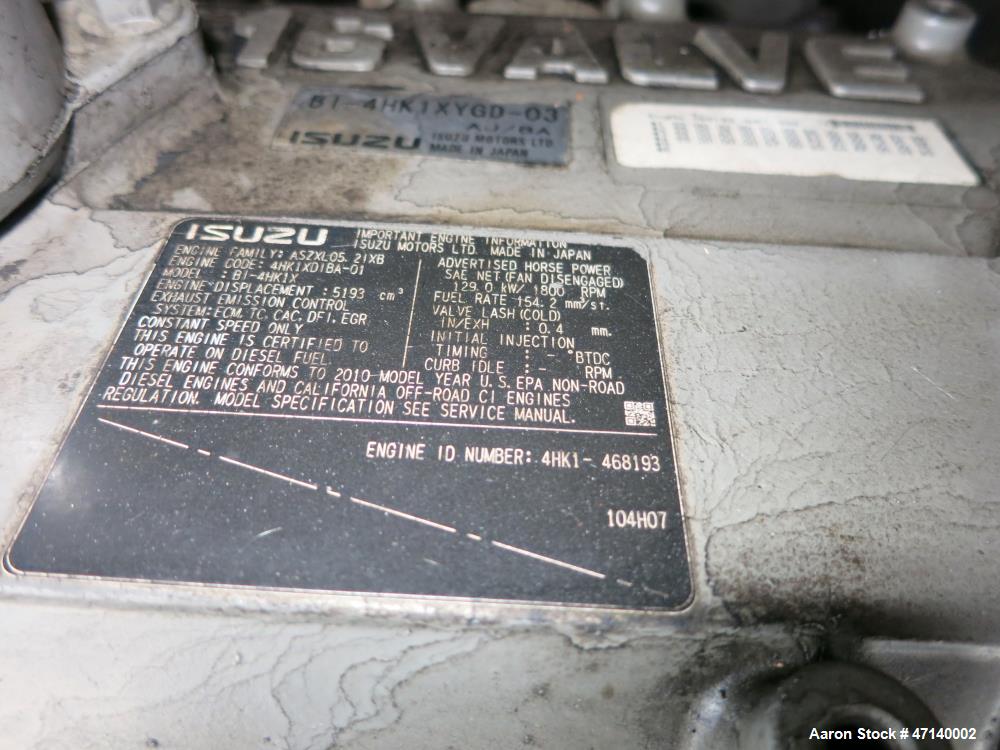 16 VALVE
BI-4HK1XYGD-03
AJ/BA
ISUZU ISUZU MOTORS LTD.
MADE IN JAPAN
ISUZU IMPORTANT ENGINE INFORMATION
ISUZU MOTORS LTD. MADE IN JAPAN
ENGINE FAMILY: ASZXL05. 21XB
ENGINE CODE: 4HK1XD1BA-01
MODEL : BI-4HK1X
ENGINE DISPLACEMENT : 5193 cm³
EXHAUST EMISSION CONTROL
SYSTEM: ECM, TC, CAC, DFI, EGR
CONSTANT SPEED ONLY
THIS ENGINE IS CERTIFIED TO
OPERATE ON DIESEL FUEL
ADVERTISED HORSE POWER
SAE NET (FAN DISENGAGED)
129.0 kW/ 1800 RPM
FUEL RATE 154.2 mm³/st.
VALVE LASH (COLD)
IN/EXH : 0.4 mm.
INITIAL INJECTION
TIMING : - °BTDC
CURB IDLE : - RPM
THIS ENGINE CONFORMS TO 2010 MODEL YEAR U.S. EPA NON-ROAD
DIESEL ENGINES AND CALIFORNIA OFF-ROAD CI ENGINES
REGULATION. MODEL SPECIFICATION SEE SERVICE MANUAL.
ENGINE ID NUMBER: 4HK1- 468193
104H07
Aaron Stock # 47140002